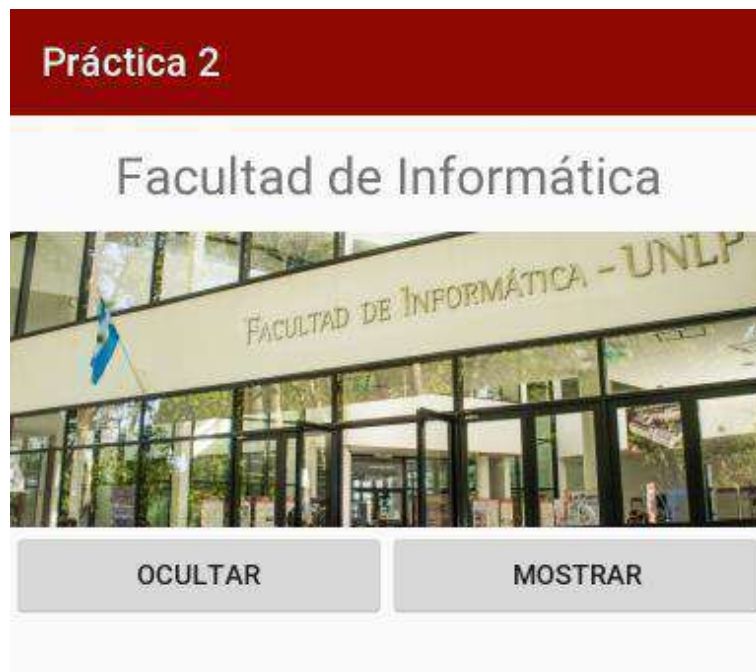 Práctica 2
Facultad de Informática
FACULTAD DE INFORMÁTICA - UNLP
OCULTAR
MOSTRAR